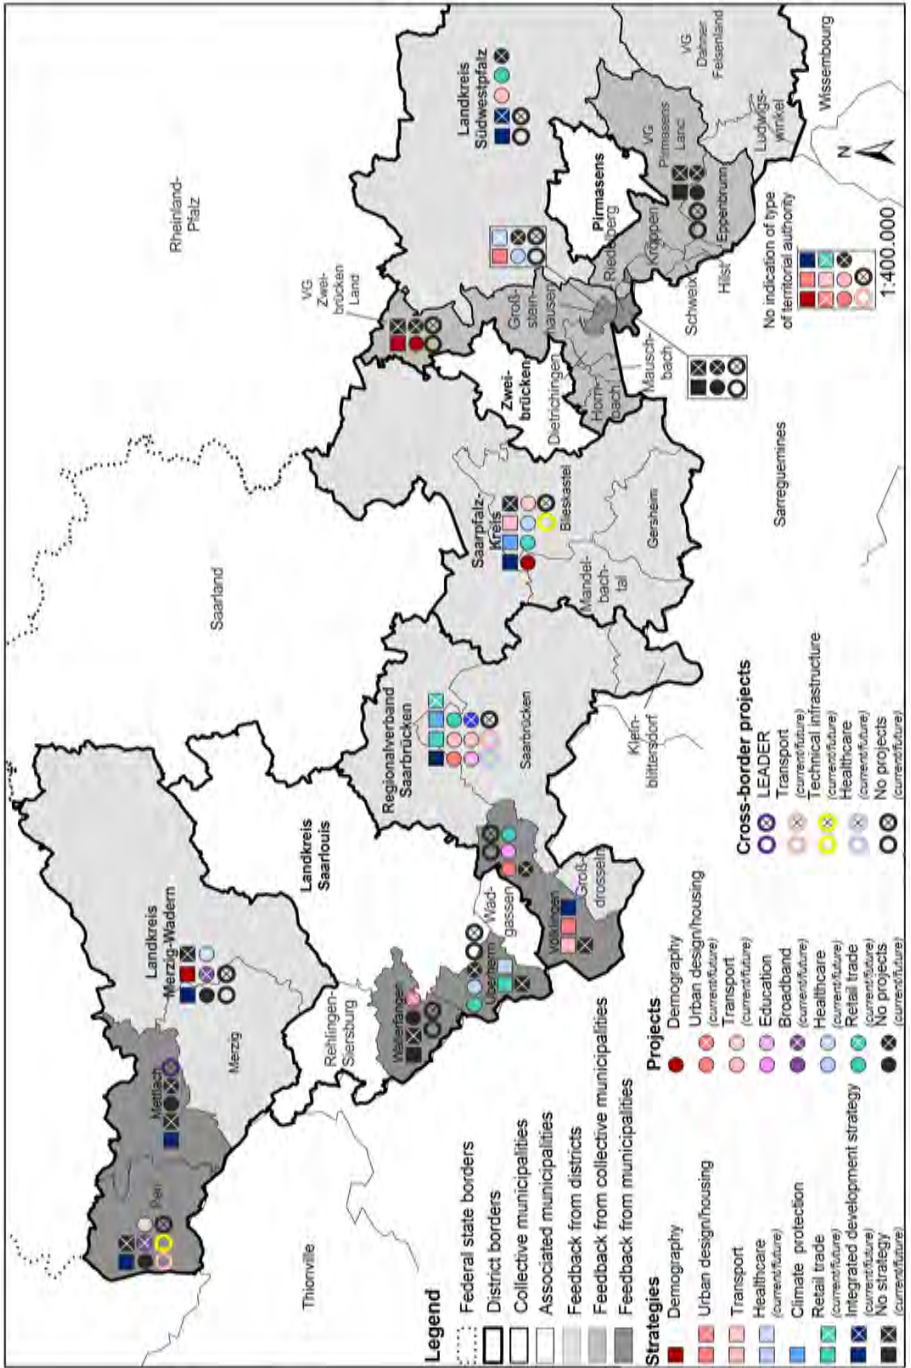 Rheinland-
Pfalz
Saarland
Landkreis
Südwestpfalz
VG
Dahner
Felsenland
Wissembourg
VG
Pirmasens
Land
Ludwigs-
winkel
Pirmasens
Riedelberg
Kröppen
Eppenbrunn
Hilst
Schweix
N
No indication of type
of territorial authority
1:400.000
VG
Zwei-
brücken
Land
Groß-
stein-
hausen
Zwei-
brücken
Dietrichingen
Horn-
bach
Mausch-
bach
Saarpfalz-
Kreis
Blieskastel
Gersheim
Mandel-
bach-
tal
Sarreguemines
Regionalverband
Saarbrücken
Saarbrücken
Klein-
blittersdorf
Landkreis
Saarlouis
Wad-
gassen
Völklingen
Groß-
drosseln
Überherrn
Wallerfangen
Rehlingen-
Siersburg
Landkreis
Merzig-Wadern
Merzig
Mettlach
Perl
Thionville
Legend
Federal state borders
District borders
Collective municipalities
Associated municipalities
Feedback from districts
Feedback from collective municipalities
Feedback from municipalities
Strategies
Demography
Urban design/housing
Transport
Healthcare
(current/future)
Climate protection
Retail trade
(current/future)
Integrated development strategy
(current/future)
No strategy
(current/future)
Projects
Demography
Urban design/housing
(current/future)
Transport
(current/future)
Education
Broadband
(current/future)
Healthcare
(current/future)
Retail trade
(current/future)
No projects
(current/future)
Cross-border projects
LEADER
Transport
(current/future)
Technical infrastructure
(current/future)
Healthcare
(current/future)
No projects
(current/future)